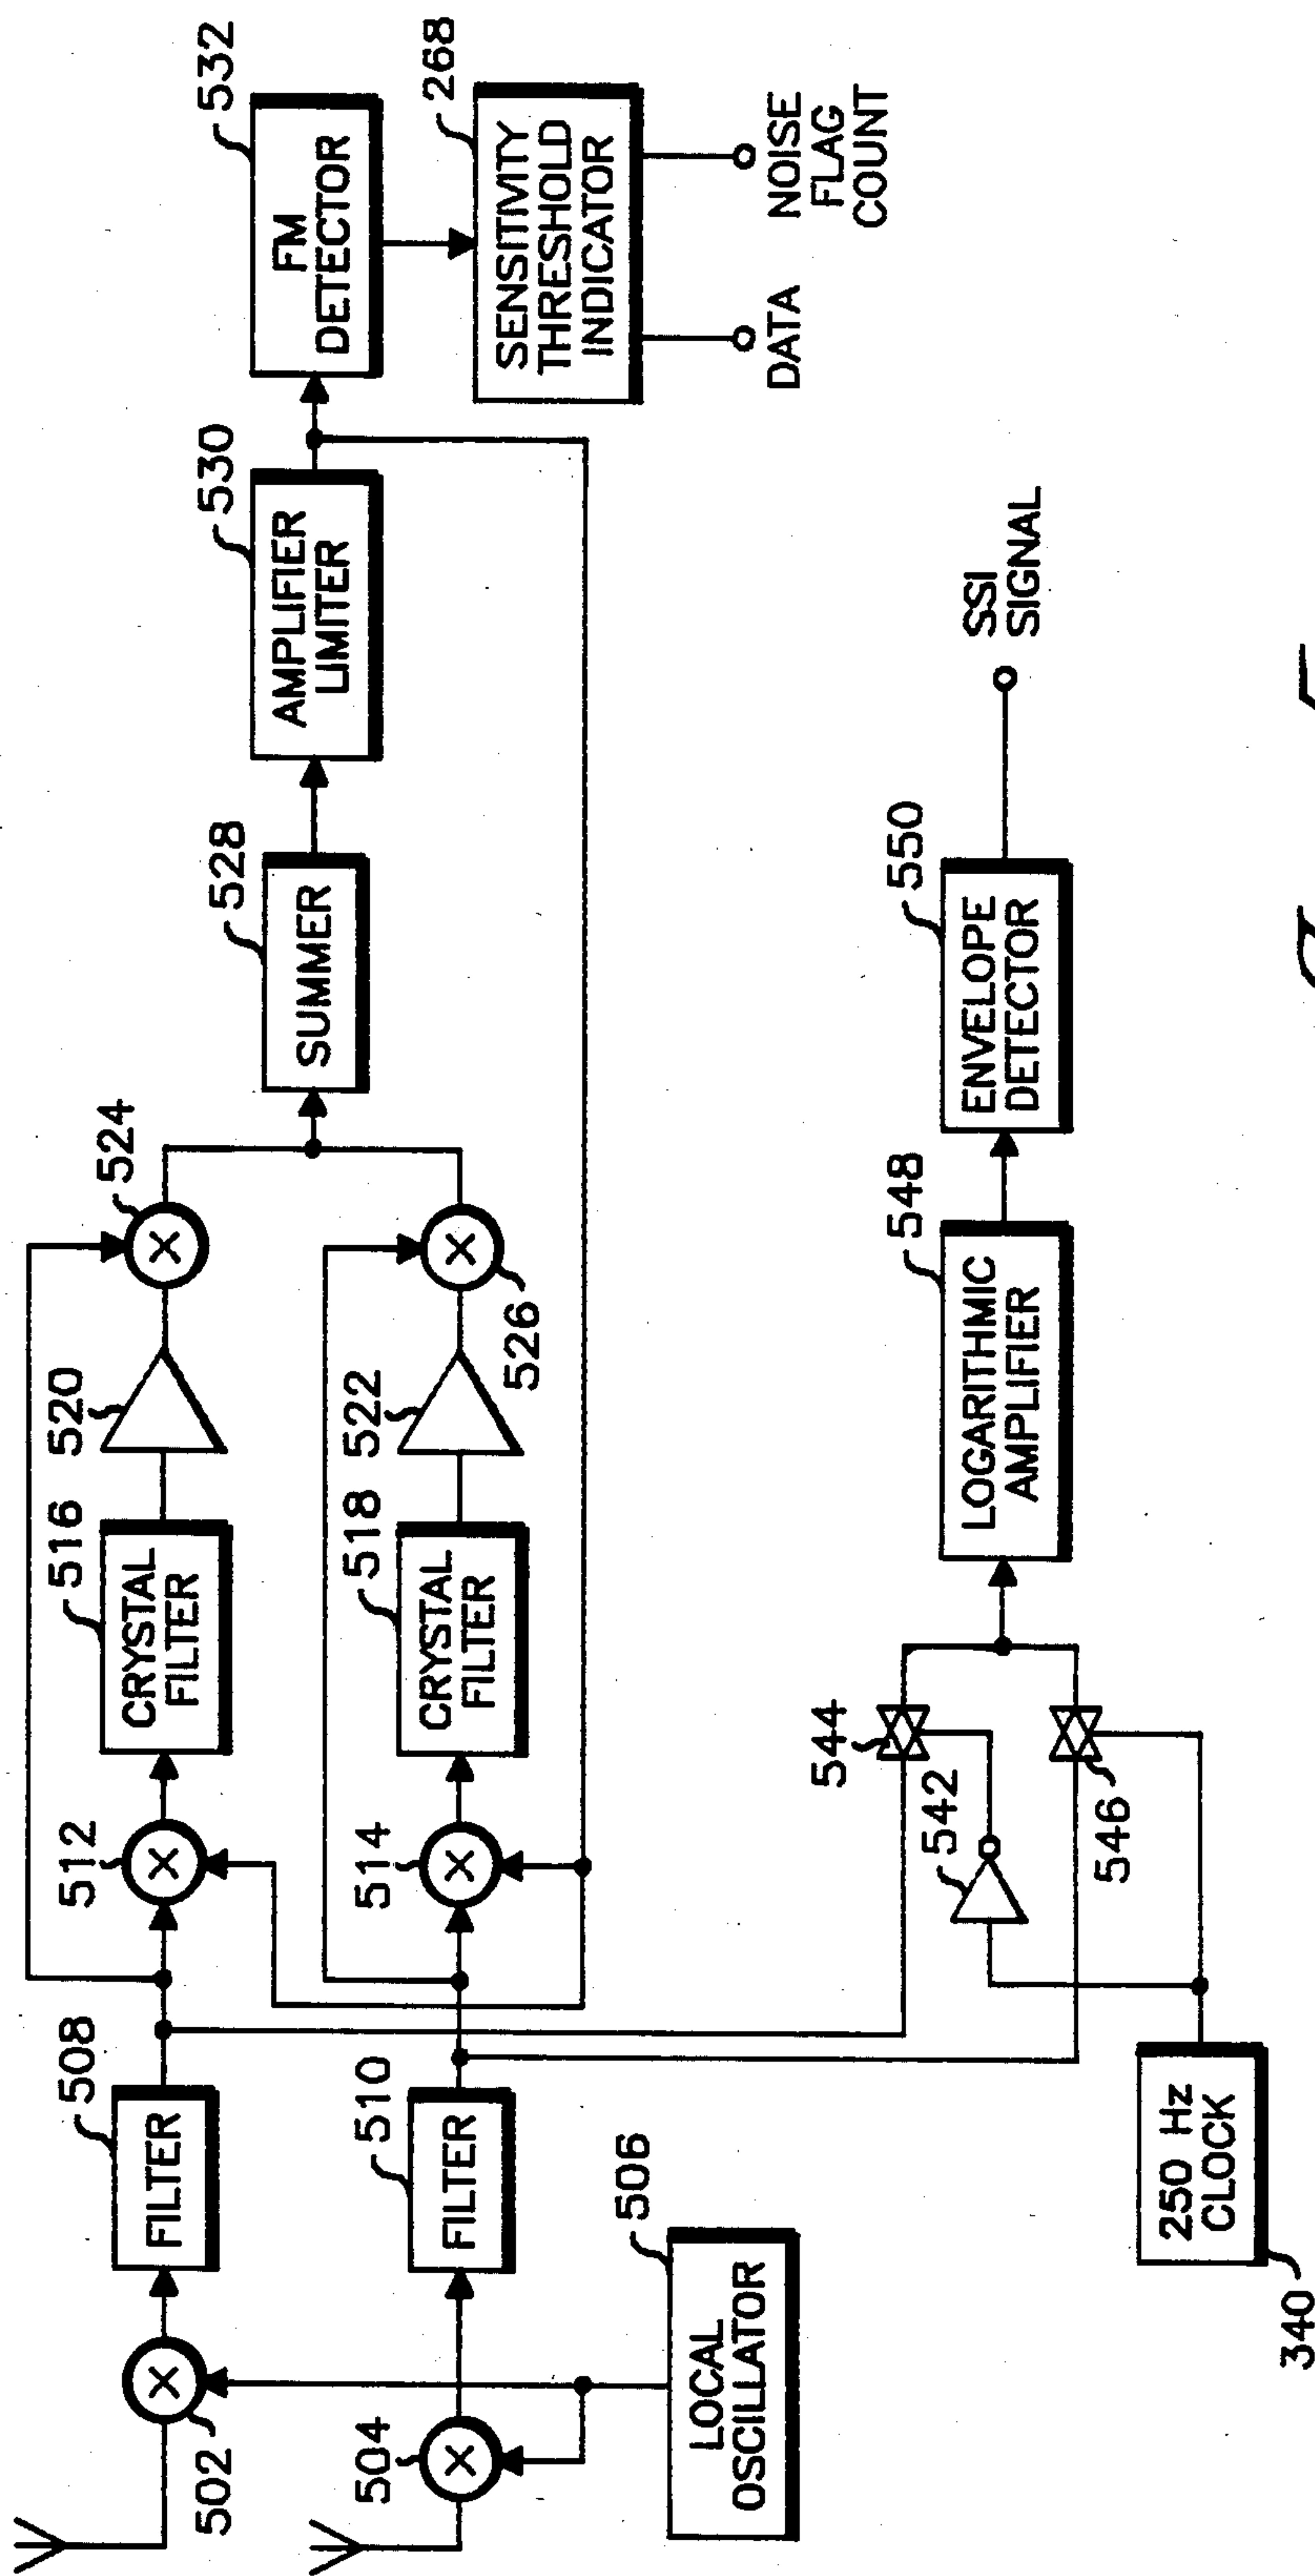 502
504
LOCAL
OSCILLATOR
506
FILTER
508
FILTER
510
512
514
CRYSTAL
FILTER
516
CRYSTAL
FILTER
518
520
522
524
526
SUMMER
528
AMPLIFIER
LIMITER
530
FM
DETECTOR
532
SENSITIVITY
THRESHOLD
INDICATOR
268
DATA
NOISE
FLAG
COUNT
250 Hz
CLOCK
340
542
544
546
LOGARITHMIC
AMPLIFIER
548
ENVELOPE
DETECTOR
550
SSI
SIGNAL